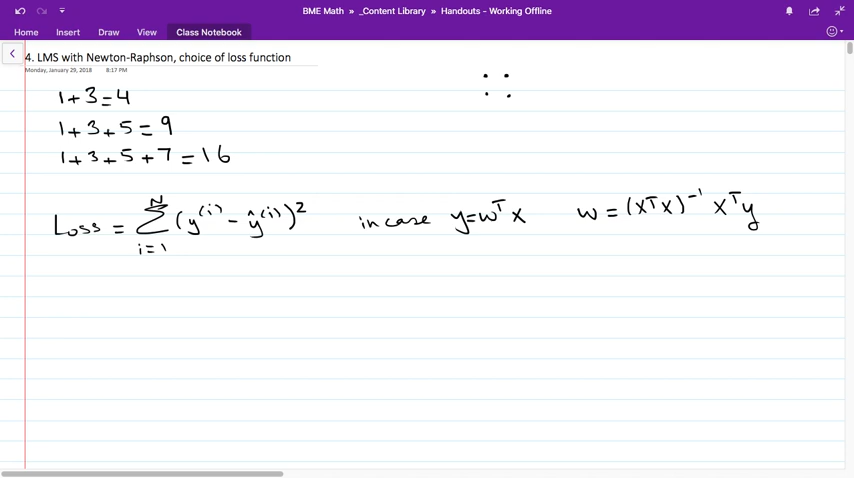 BME Math » _Content Library » Handouts - Working Offline
Home Insert Draw View Class Notebook
4. LMS with Newton-Raphson, choice of loss function
Monday, January 29, 2018 8:17 PM
1+3=4
1+3+5=9
1+3+5+7=16
Loss = ∑_{i=1}^{N} (y^{(i)} - ŷ^{(i)})² in case y=w^T x w = (X^T X)^{-1} X^T y